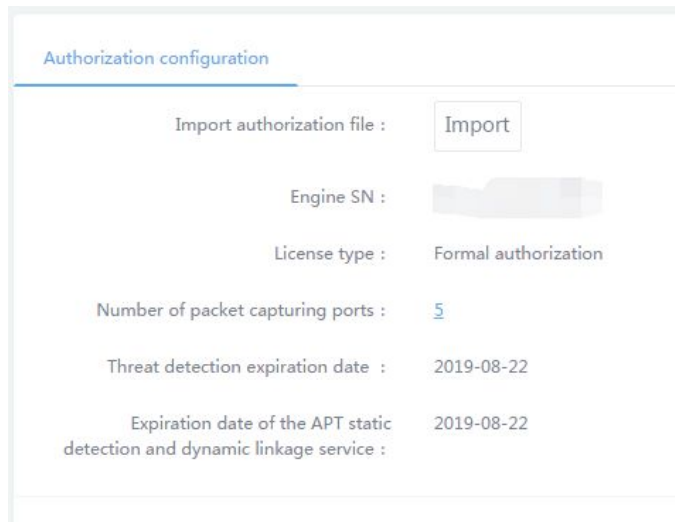 Authorization configuration
Import authorization file : Import
Engine SN :
License type : Formal authorization
Number of packet capturing ports : 5
Threat detection expiration date : 2019-08-22
Expiration date of the APT static 2019-08-22
detection and dynamic linkage service :